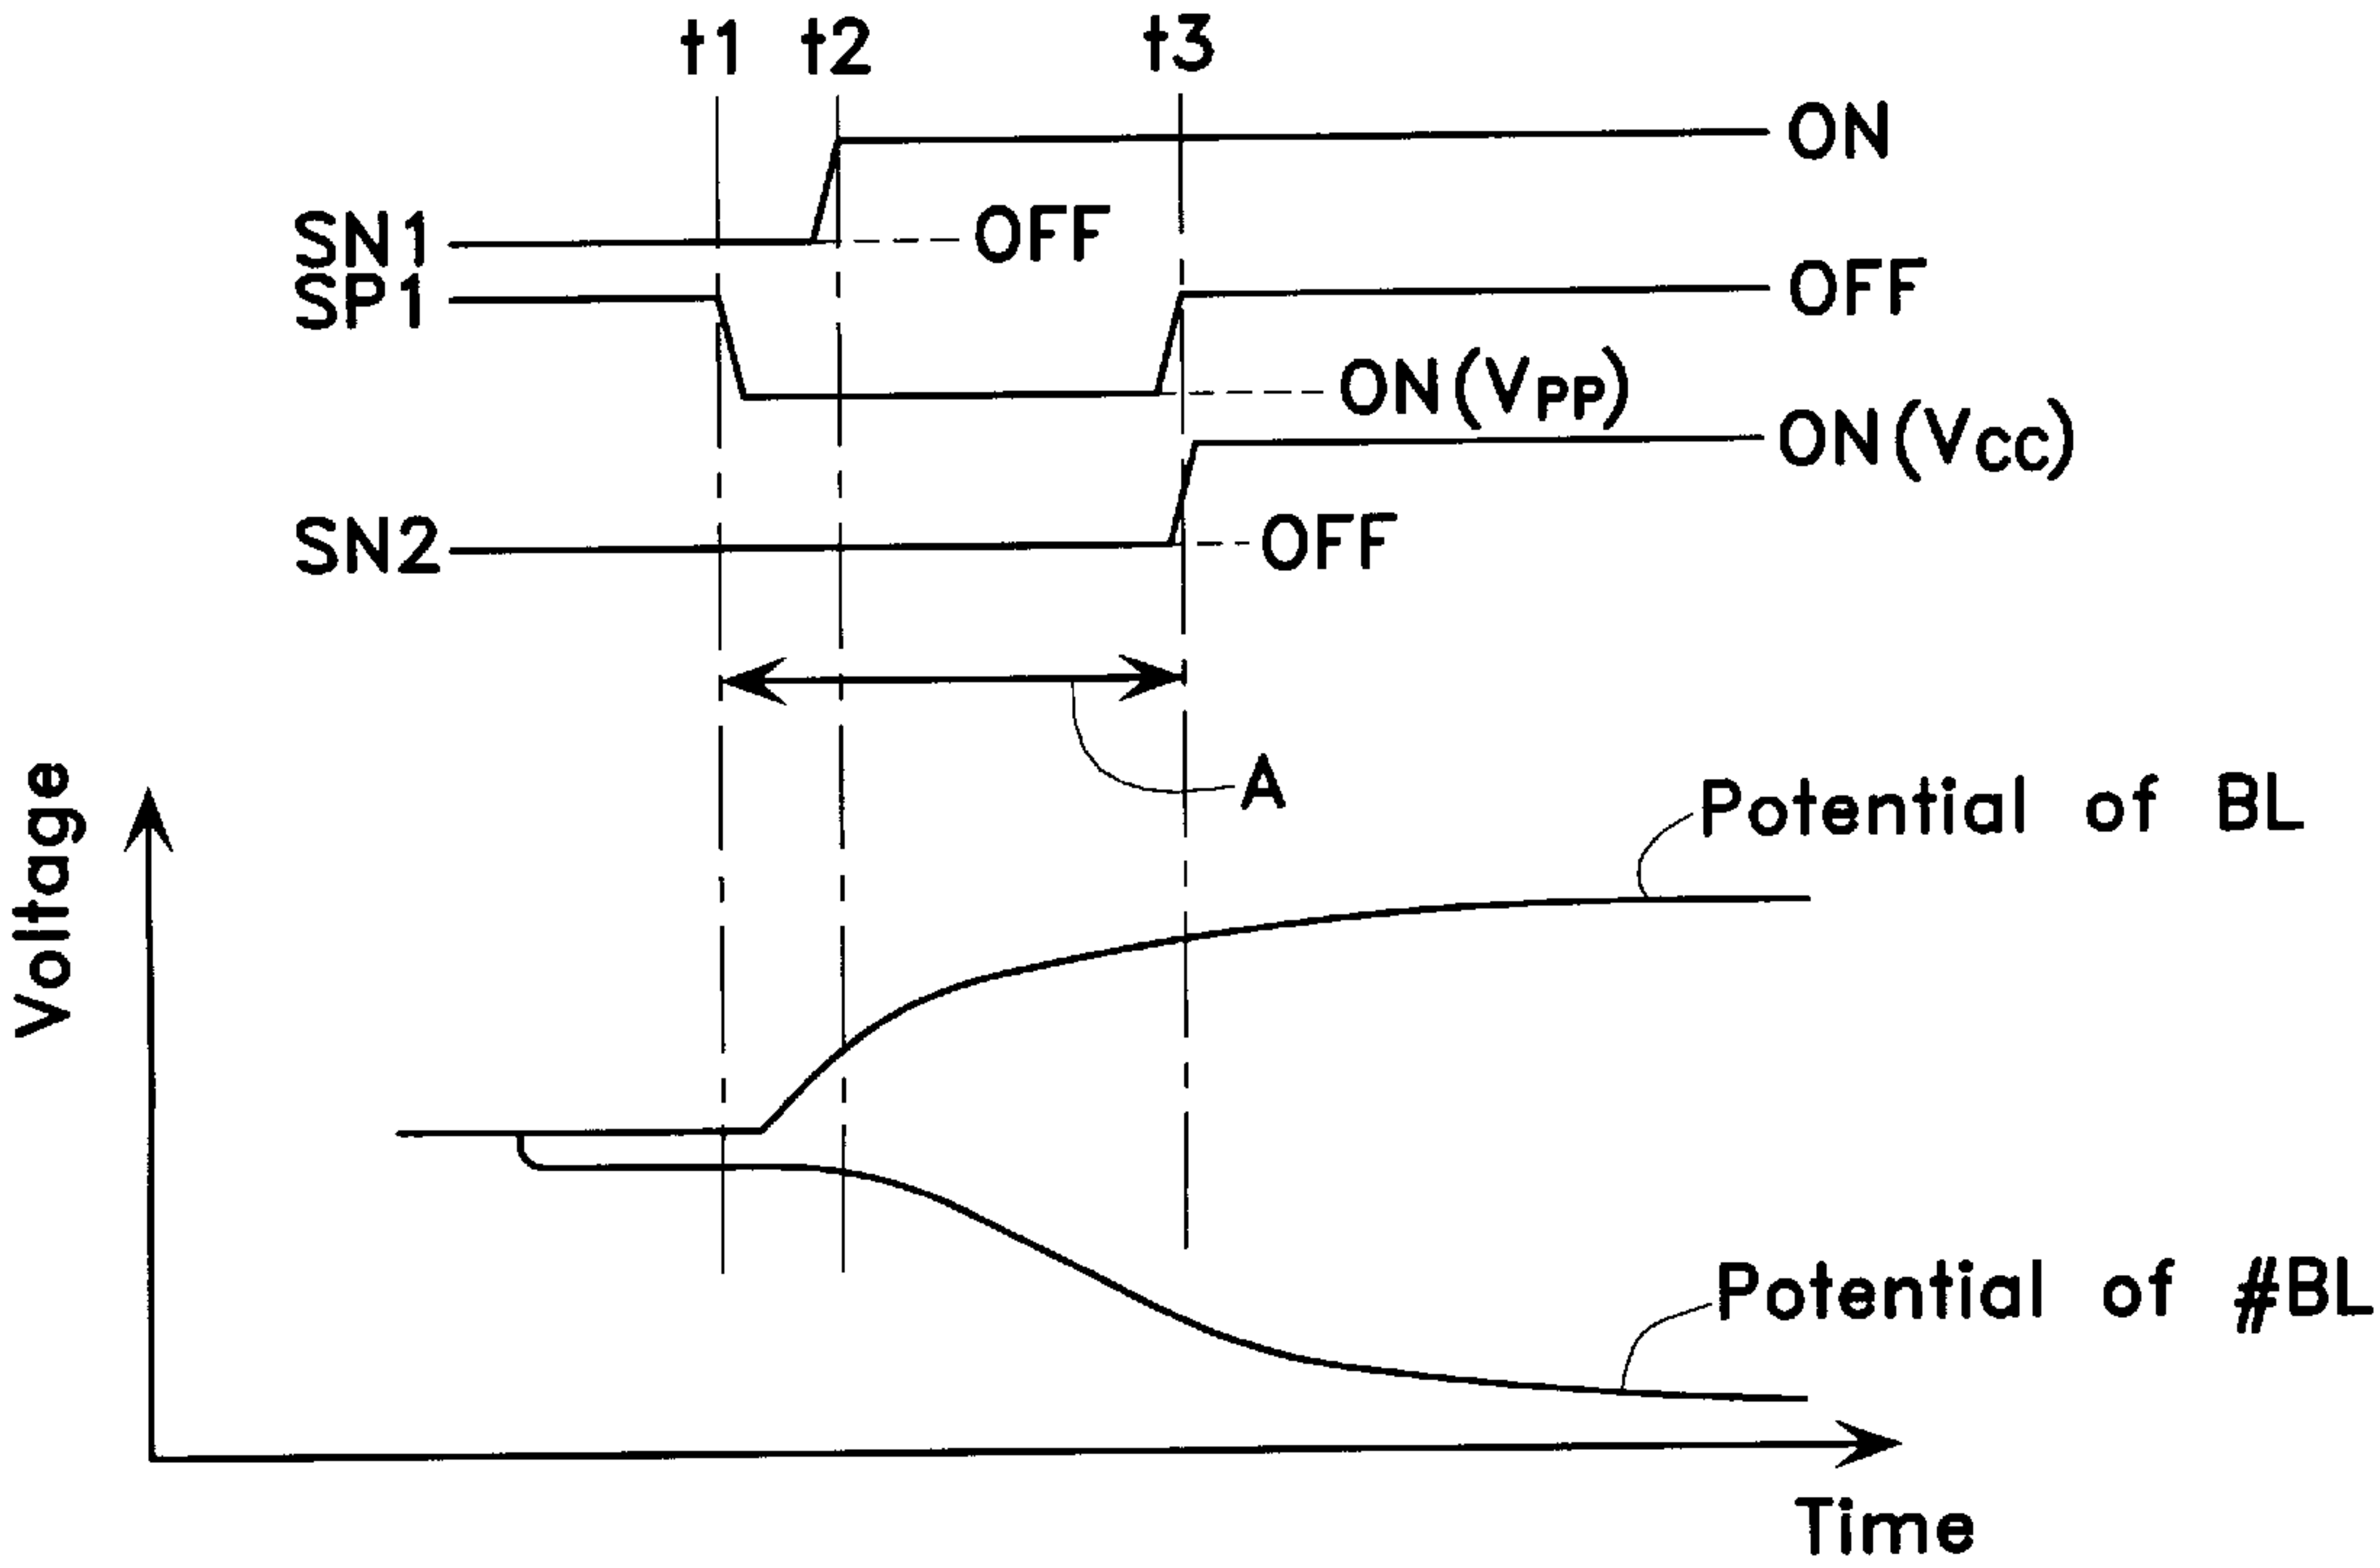 t1 t2 t3
ON
SN1 OFF
SP1 OFF
ON(VPP)
ON(VCC)
SN2 OFF
A
Voltage
Potential of BL
Potential of #BL
Time